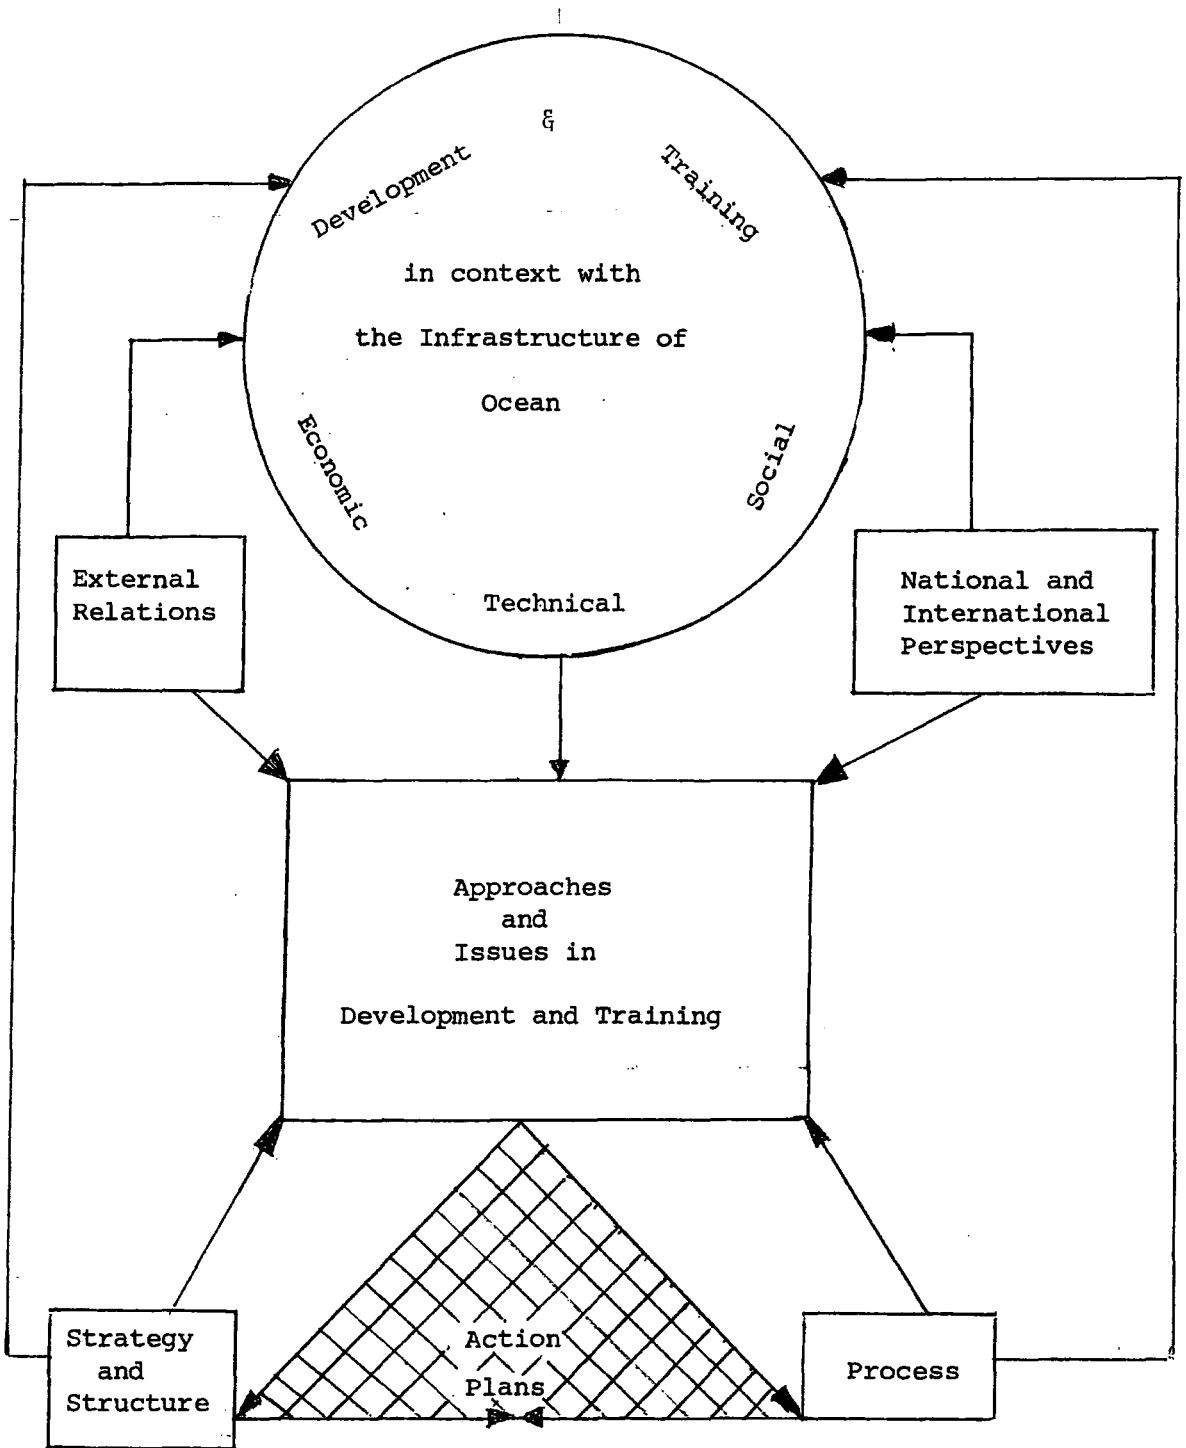 &
Development
Training
in context with
the Infrastructure of
Ocean
Economic
Social
Technical
External
Relations
National and
International
Perspectives
Approaches
and
Issues in
Development and Training
Strategy
and
Structure
Action
Plans
Process